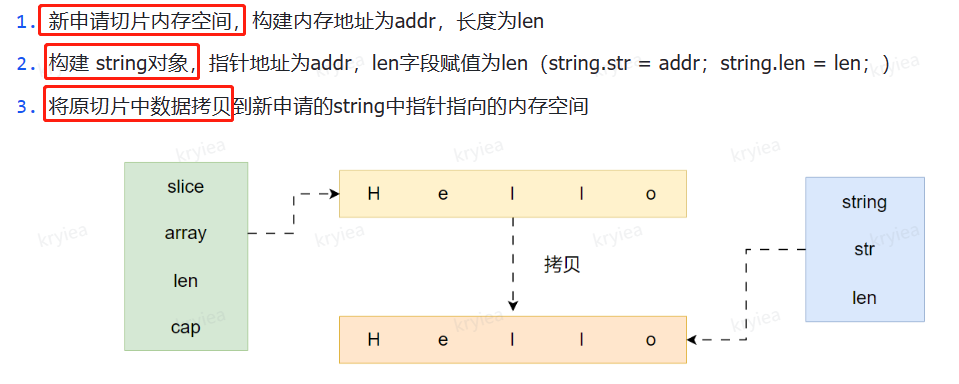 1. 新申请切片内存空间，构建内存地址为addr，长度为len
2. 构建 string对象，指针地址为addr，len字段赋值为len（string.str = addr；string.len = len；）
3. 将原切片中数据拷贝到新申请的string中指针指向的内存空间
kryiea kryiea kryiea
slice
array
len
cap
H e l l o
拷贝
H e l l o
string
str
len
kryiea kryiea kryiea kryiea
kryiea kryiea kryiea